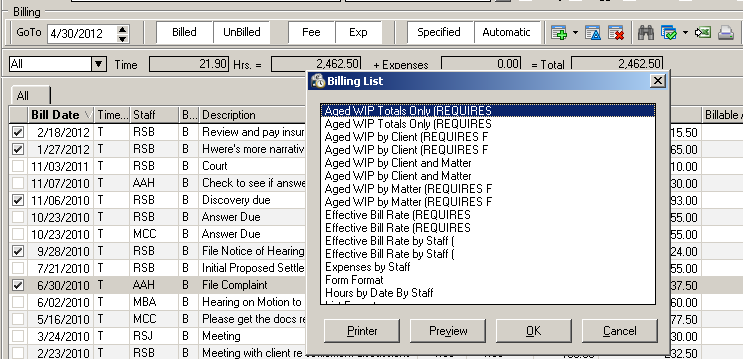 Billing
GoTo 4/30/2012 Billed UnBilled Fee Exp Specified Automatic
All Time 21.90 Hrs. = 2,462.50 + Expenses 0.00 = Total 2,462.50
Billing List
All
Bill Date Time... Staff B... Description Billable A
2/18/2012 T RSB B Review and pay insur 15.50
1/27/2012 T RSB B Hwere's more narrativ 65.00
11/03/2011 T RSB B Court 10.00
11/07/2010 T AAH B Check to see if answe 30.00
11/06/2010 T RSB B Discovery due 93.00
10/23/2010 T RSB B Answer Due 55.00
10/23/2010 T MCC B Answer Due 55.00
9/28/2010 T RSB B File Notice of Hearing 24.00
7/21/2010 T RSB B Initial Proposed Settle 55.00
6/30/2010 T AAH B File Complaint 37.60
6/02/2010 T MBA B Hearing on Motion to 60.00
5/16/2010 T MCC B Please get the docs re 77.50
3/24/2010 T RSJ B Meeting 30.00
2/23/2010 T RSB B Meeting with client re 232.50
Aged WIP Totals Only (REQUIRES
Aged WIP Totals Only (REQUIRES
Aged WIP by Client (REQUIRES F
Aged WIP by Client (REQUIRES F
Aged WIP by Client and Matter
Aged WIP by Client and Matter
Aged WIP by Matter (REQUIRES F
Aged WIP by Matter (REQUIRES F
Effective Bill Rate (REQUIRES
Effective Bill Rate (REQUIRES
Effective Bill Rate by Staff (
Effective Bill Rate by Staff (
Expenses by Staff
Form Format
Hours by Date By Staff
Printer Preview OK Cancel